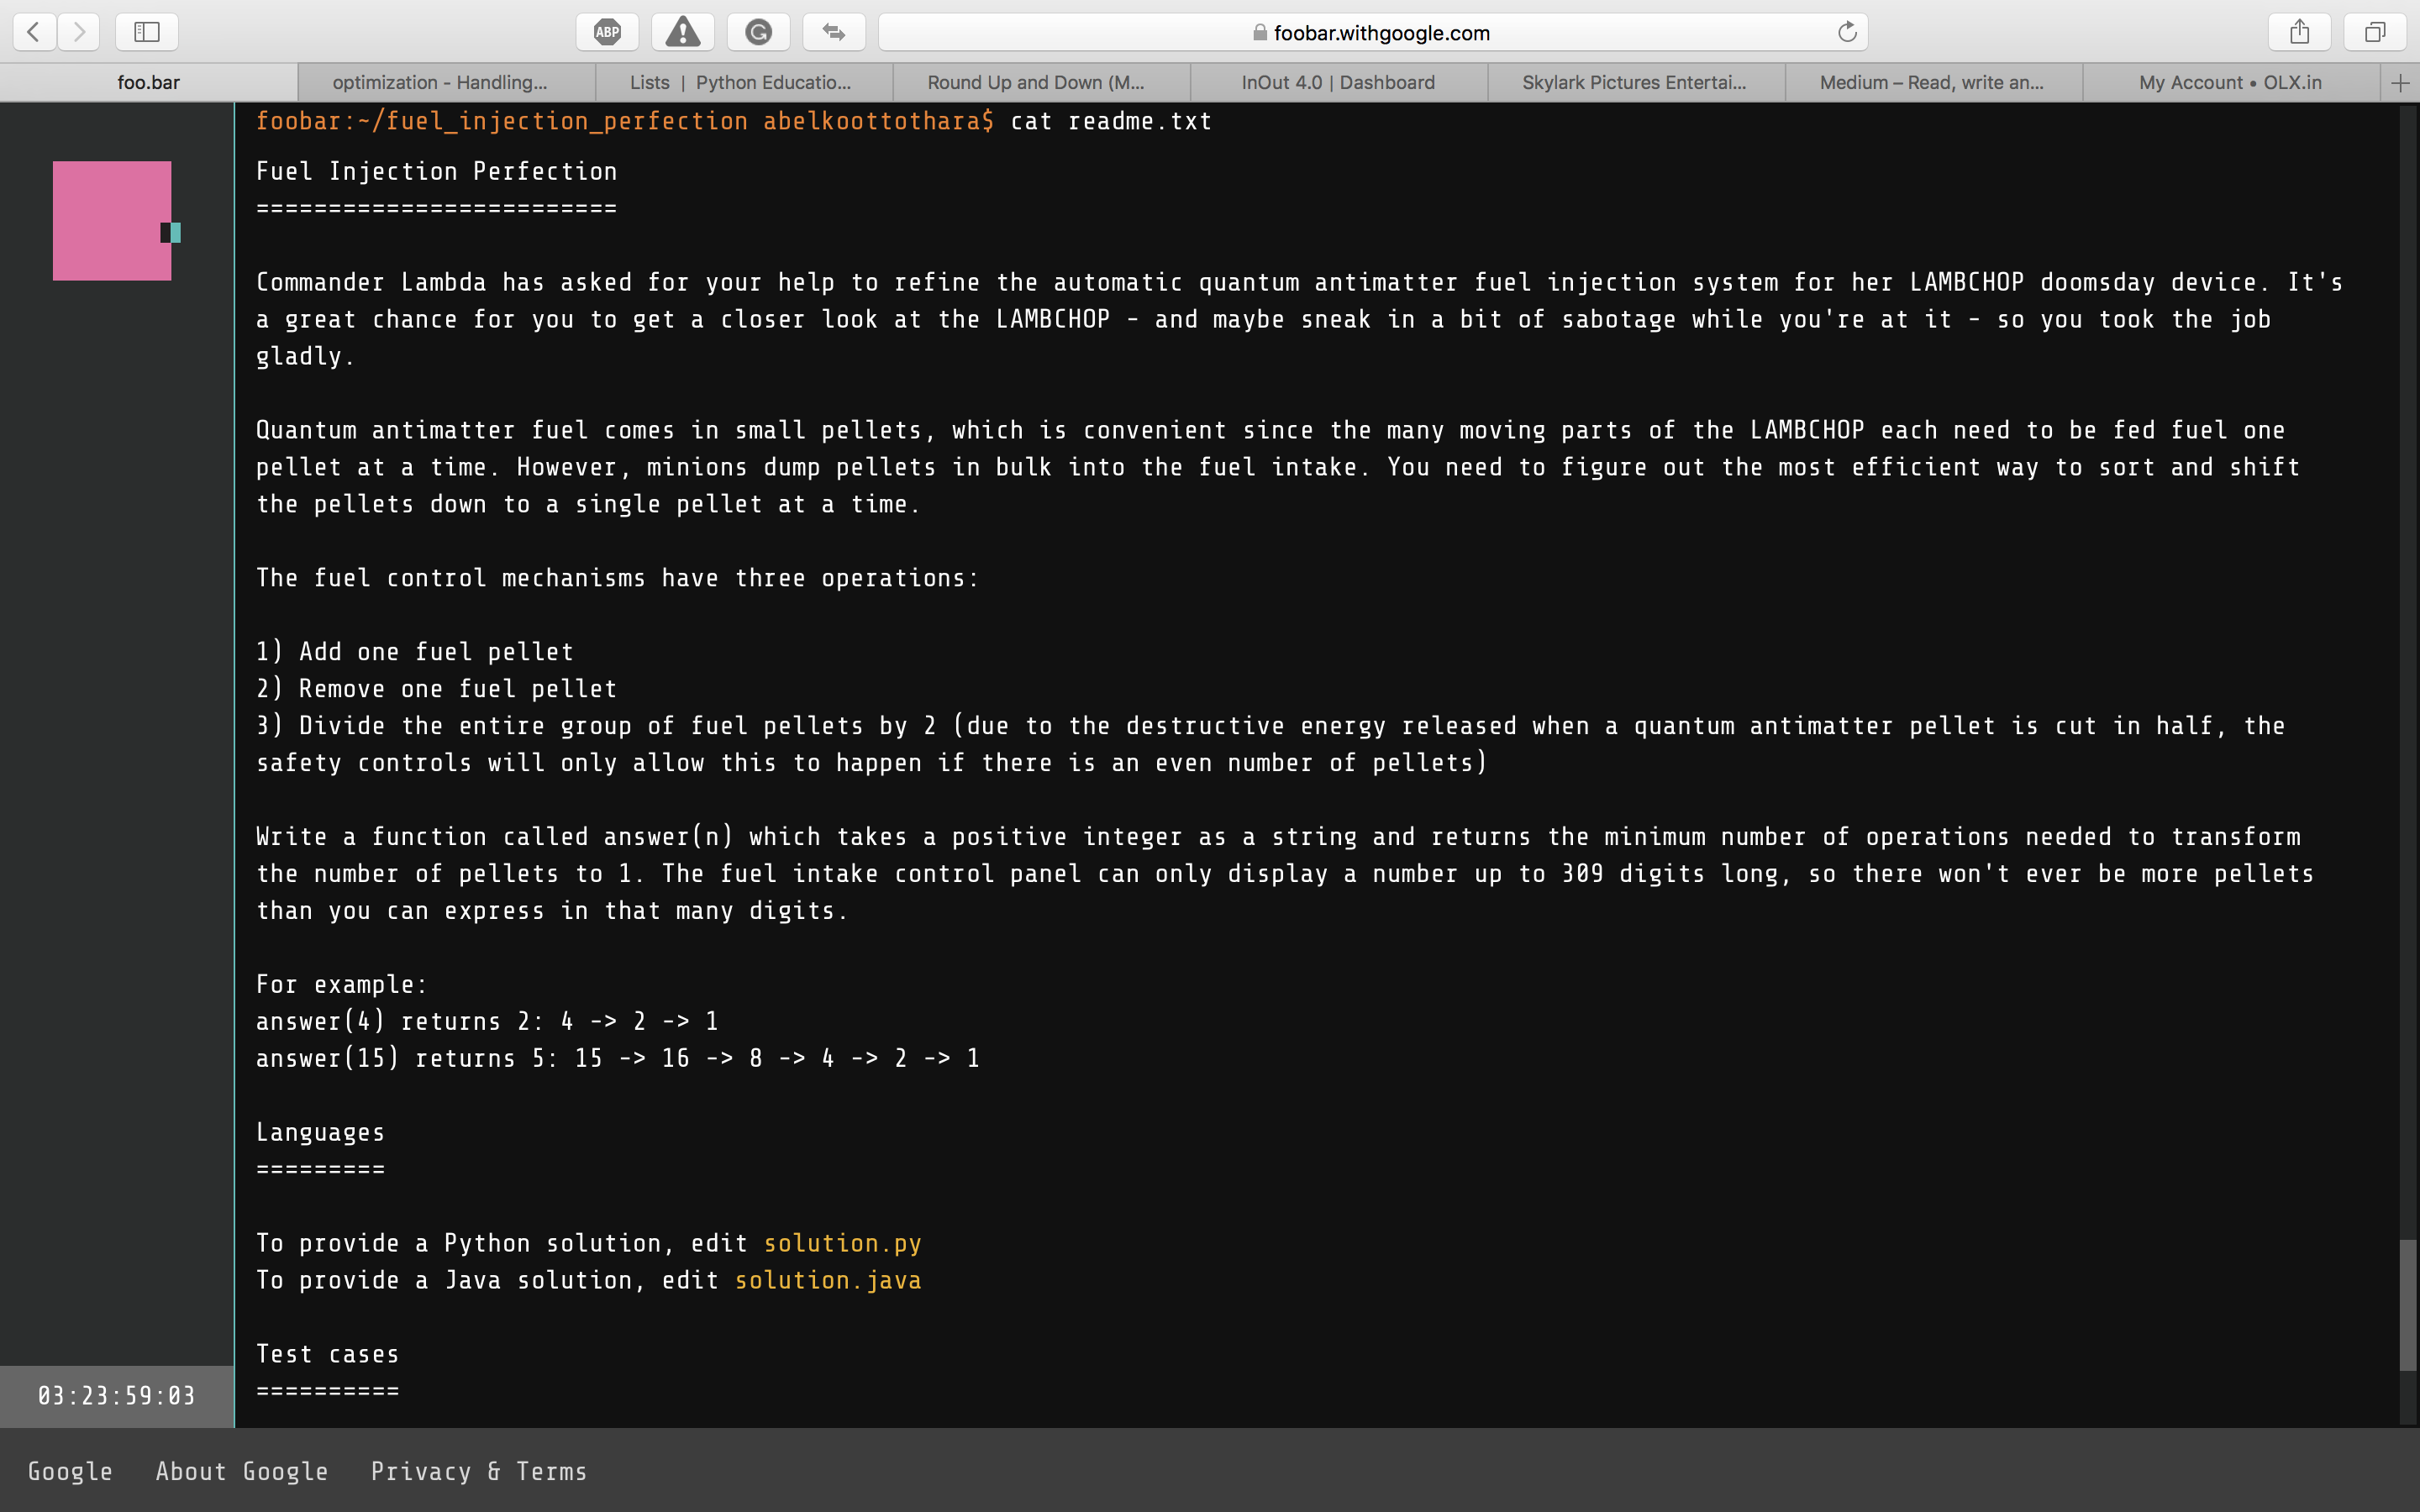 ABP
foobar.withgoogle.com
foo.bar
optimization - Handling...
Lists | Python Educatio...
Round Up and Down (M...
InOut 4.0 | Dashboard
Skylark Pictures Entertai...
Medium – Read, write an...
My Account • OLX.in
foobar:~/fuel_injection_perfection abelkoottothara$ cat readme.txt
Fuel Injection Perfection
=========================
Commander Lambda has asked for your help to refine the automatic quantum antimatter fuel injection system for her LAMBCHOP doomsday device. It's
a great chance for you to get a closer look at the LAMBCHOP - and maybe sneak in a bit of sabotage while you're at it - so you took the job
gladly.
Quantum antimatter fuel comes in small pellets, which is convenient since the many moving parts of the LAMBCHOP each need to be fed fuel one
pellet at a time. However, minions dump pellets in bulk into the fuel intake. You need to figure out the most efficient way to sort and shift
the pellets down to a single pellet at a time.
The fuel control mechanisms have three operations:
1) Add one fuel pellet
2) Remove one fuel pellet
3) Divide the entire group of fuel pellets by 2 (due to the destructive energy released when a quantum antimatter pellet is cut in half, the
safety controls will only allow this to happen if there is an even number of pellets)
Write a function called answer(n) which takes a positive integer as a string and returns the minimum number of operations needed to transform
the number of pellets to 1. The fuel intake control panel can only display a number up to 309 digits long, so there won't ever be more pellets
than you can express in that many digits.
For example:
answer(4) returns 2: 4 -> 2 -> 1
answer(15) returns 5: 15 -> 16 -> 8 -> 4 -> 2 -> 1
Languages
=========
To provide a Python solution, edit solution.py
To provide a Java solution, edit solution.java
Test cases
==========
03:23:59:03
Google About Google Privacy & Terms